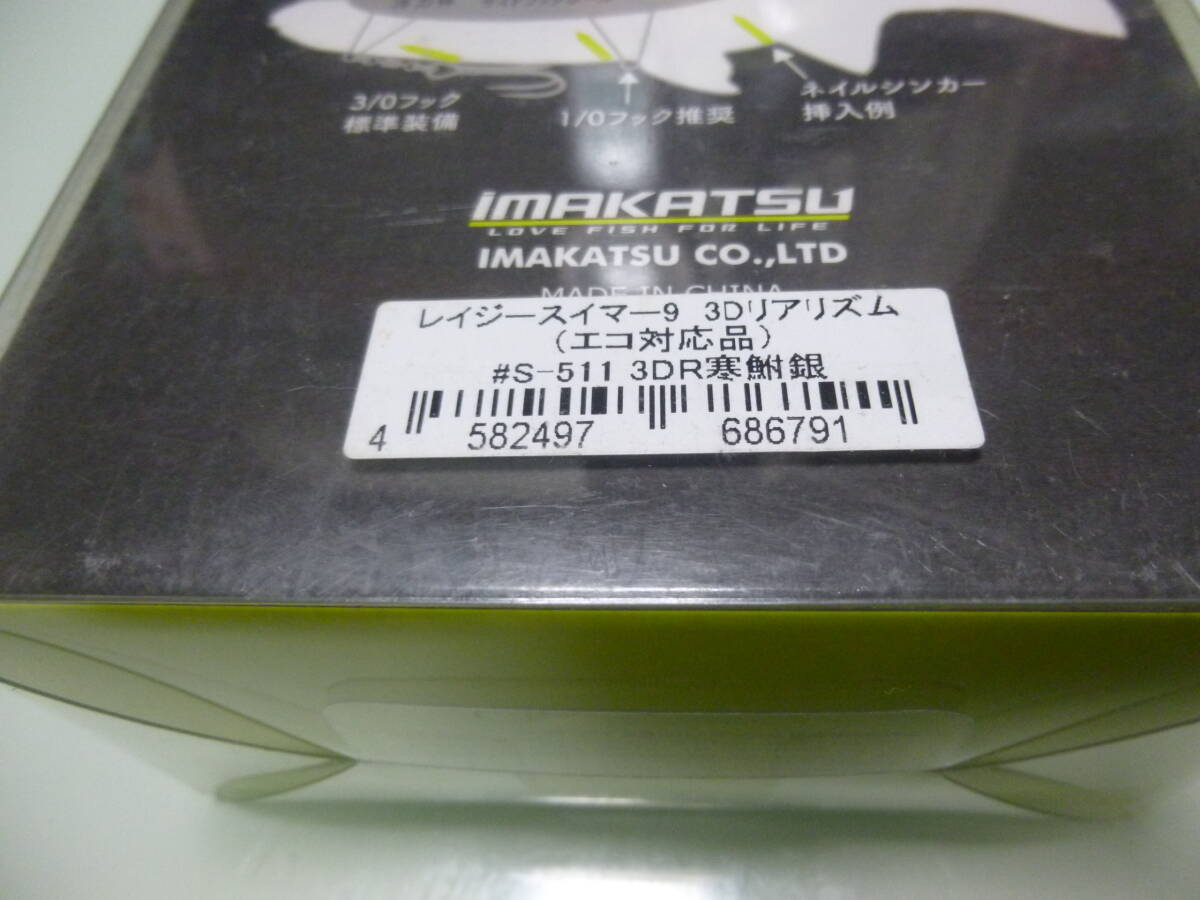 3/0フック
標準装備
1/0フック推奨
ネイルシンカー
挿入例
iMAKATSU
LOVE FISH FOR LIFE
IMAKATSU CO.,LTD
MADE IN CHINA
レイジースイマー9 3Dリアリズム
(エコ対応品)
#S-511 3DR寒鮒銀
4 582497 686791